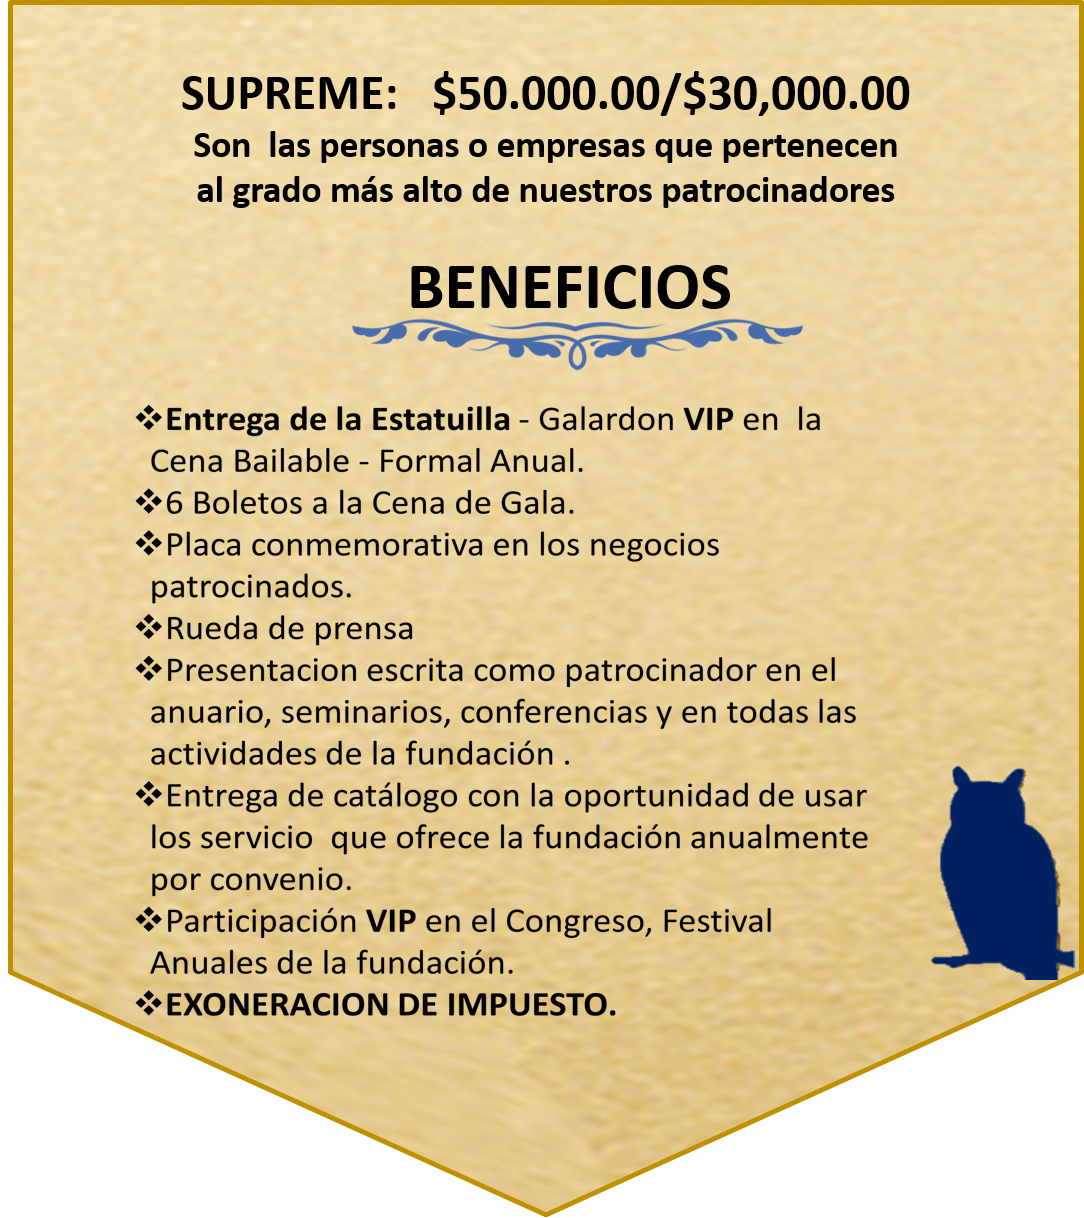 SUPREME: $50.000.00/$30,000.00
Son las personas o empresas que pertenecen
al grado más alto de nuestros patrocinadores
BENEFICIOS
❖Entrega de la Estatuilla - Galardon VIP en la
Cena Bailable - Formal Anual.
❖6 Boletos a la Cena de Gala.
❖Placa conmemorativa en los negocios
patrocinados.
❖Rueda de prensa
❖Presentacion escrita como patrocinador en el
anuario, seminarios, conferencias y en todas las
actividades de la fundación .
❖Entrega de catálogo con la oportunidad de usar
los servicio que ofrece la fundación anualmente
por convenio.
❖Participación VIP en el Congreso, Festival
Anuales de la fundación.
❖EXONERACION DE IMPUESTO.